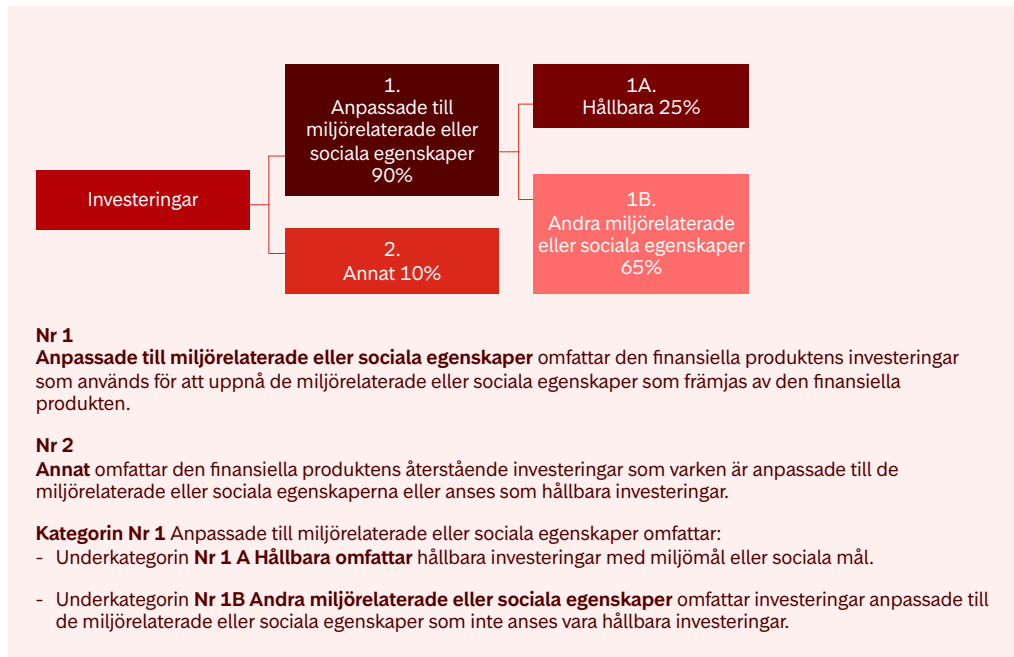 1.
Anpassade till
miljörelaterade eller
sociala egenskaper
90%
1A.
Hållbara 25%
Investeringar
1B.
Andra miljörelaterade
eller sociala egenskaper
65%
2.
Annat 10%
Nr 1
Anpassade till miljörelaterade eller sociala egenskaper omfattar den finansiella produktens investeringar
som används för att uppnå de miljörelaterade eller sociala egenskaper som främjas av den finansiella
produkten.
Nr 2
Annat omfattar den finansiella produktens återstående investeringar som varken är anpassade till de
miljörelaterade eller sociala egenskaperna eller anses som hållbara investeringar.
Kategorin Nr 1 Anpassade till miljörelaterade eller sociala egenskaper omfattar:
- Underkategorin Nr 1 A Hållbara omfattar hållbara investeringar med miljömål eller sociala mål.
- Underkategorin Nr 1B Andra miljörelaterade eller sociala egenskaper omfattar investeringar anpassade till
de miljörelaterade eller sociala egenskaper som inte anses vara hållbara investeringar.